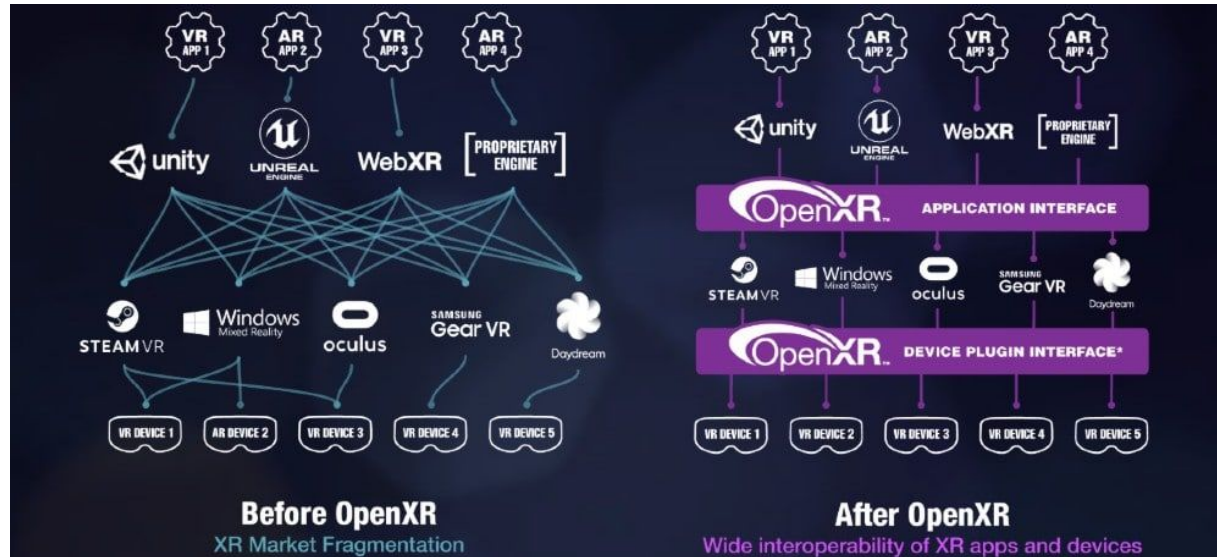 VR
APP 1
AR
APP 2
VR
APP 3
AR
APP 4
unity
UNREAL
ENGINE
WebXR
[PROPRIETARY
ENGINE]
STEAMVR
Windows
Mixed Reality
oculus
SAMSUNG
Gear VR
Daydream
VR DEVICE 1
AR DEVICE 2
VR DEVICE 3
VR DEVICE 4
VR DEVICE 5
Before OpenXR
XR Market Fragmentation
VR
APP 1
AR
APP 2
VR
APP 3
AR
APP 4
unity
UNREAL
ENGINE
WebXR
[PROPRIETARY
ENGINE]
OpenXR™ APPLICATION INTERFACE
STEAMVR
Windows
Mixed Reality
oculus
SAMSUNG
Gear VR
Daydream
OpenXR™ DEVICE PLUGIN INTERFACE*
VR DEVICE 1
VR DEVICE 2
VR DEVICE 3
VR DEVICE 4
VR DEVICE 5
After OpenXR
Wide interoperability of XR apps and devices